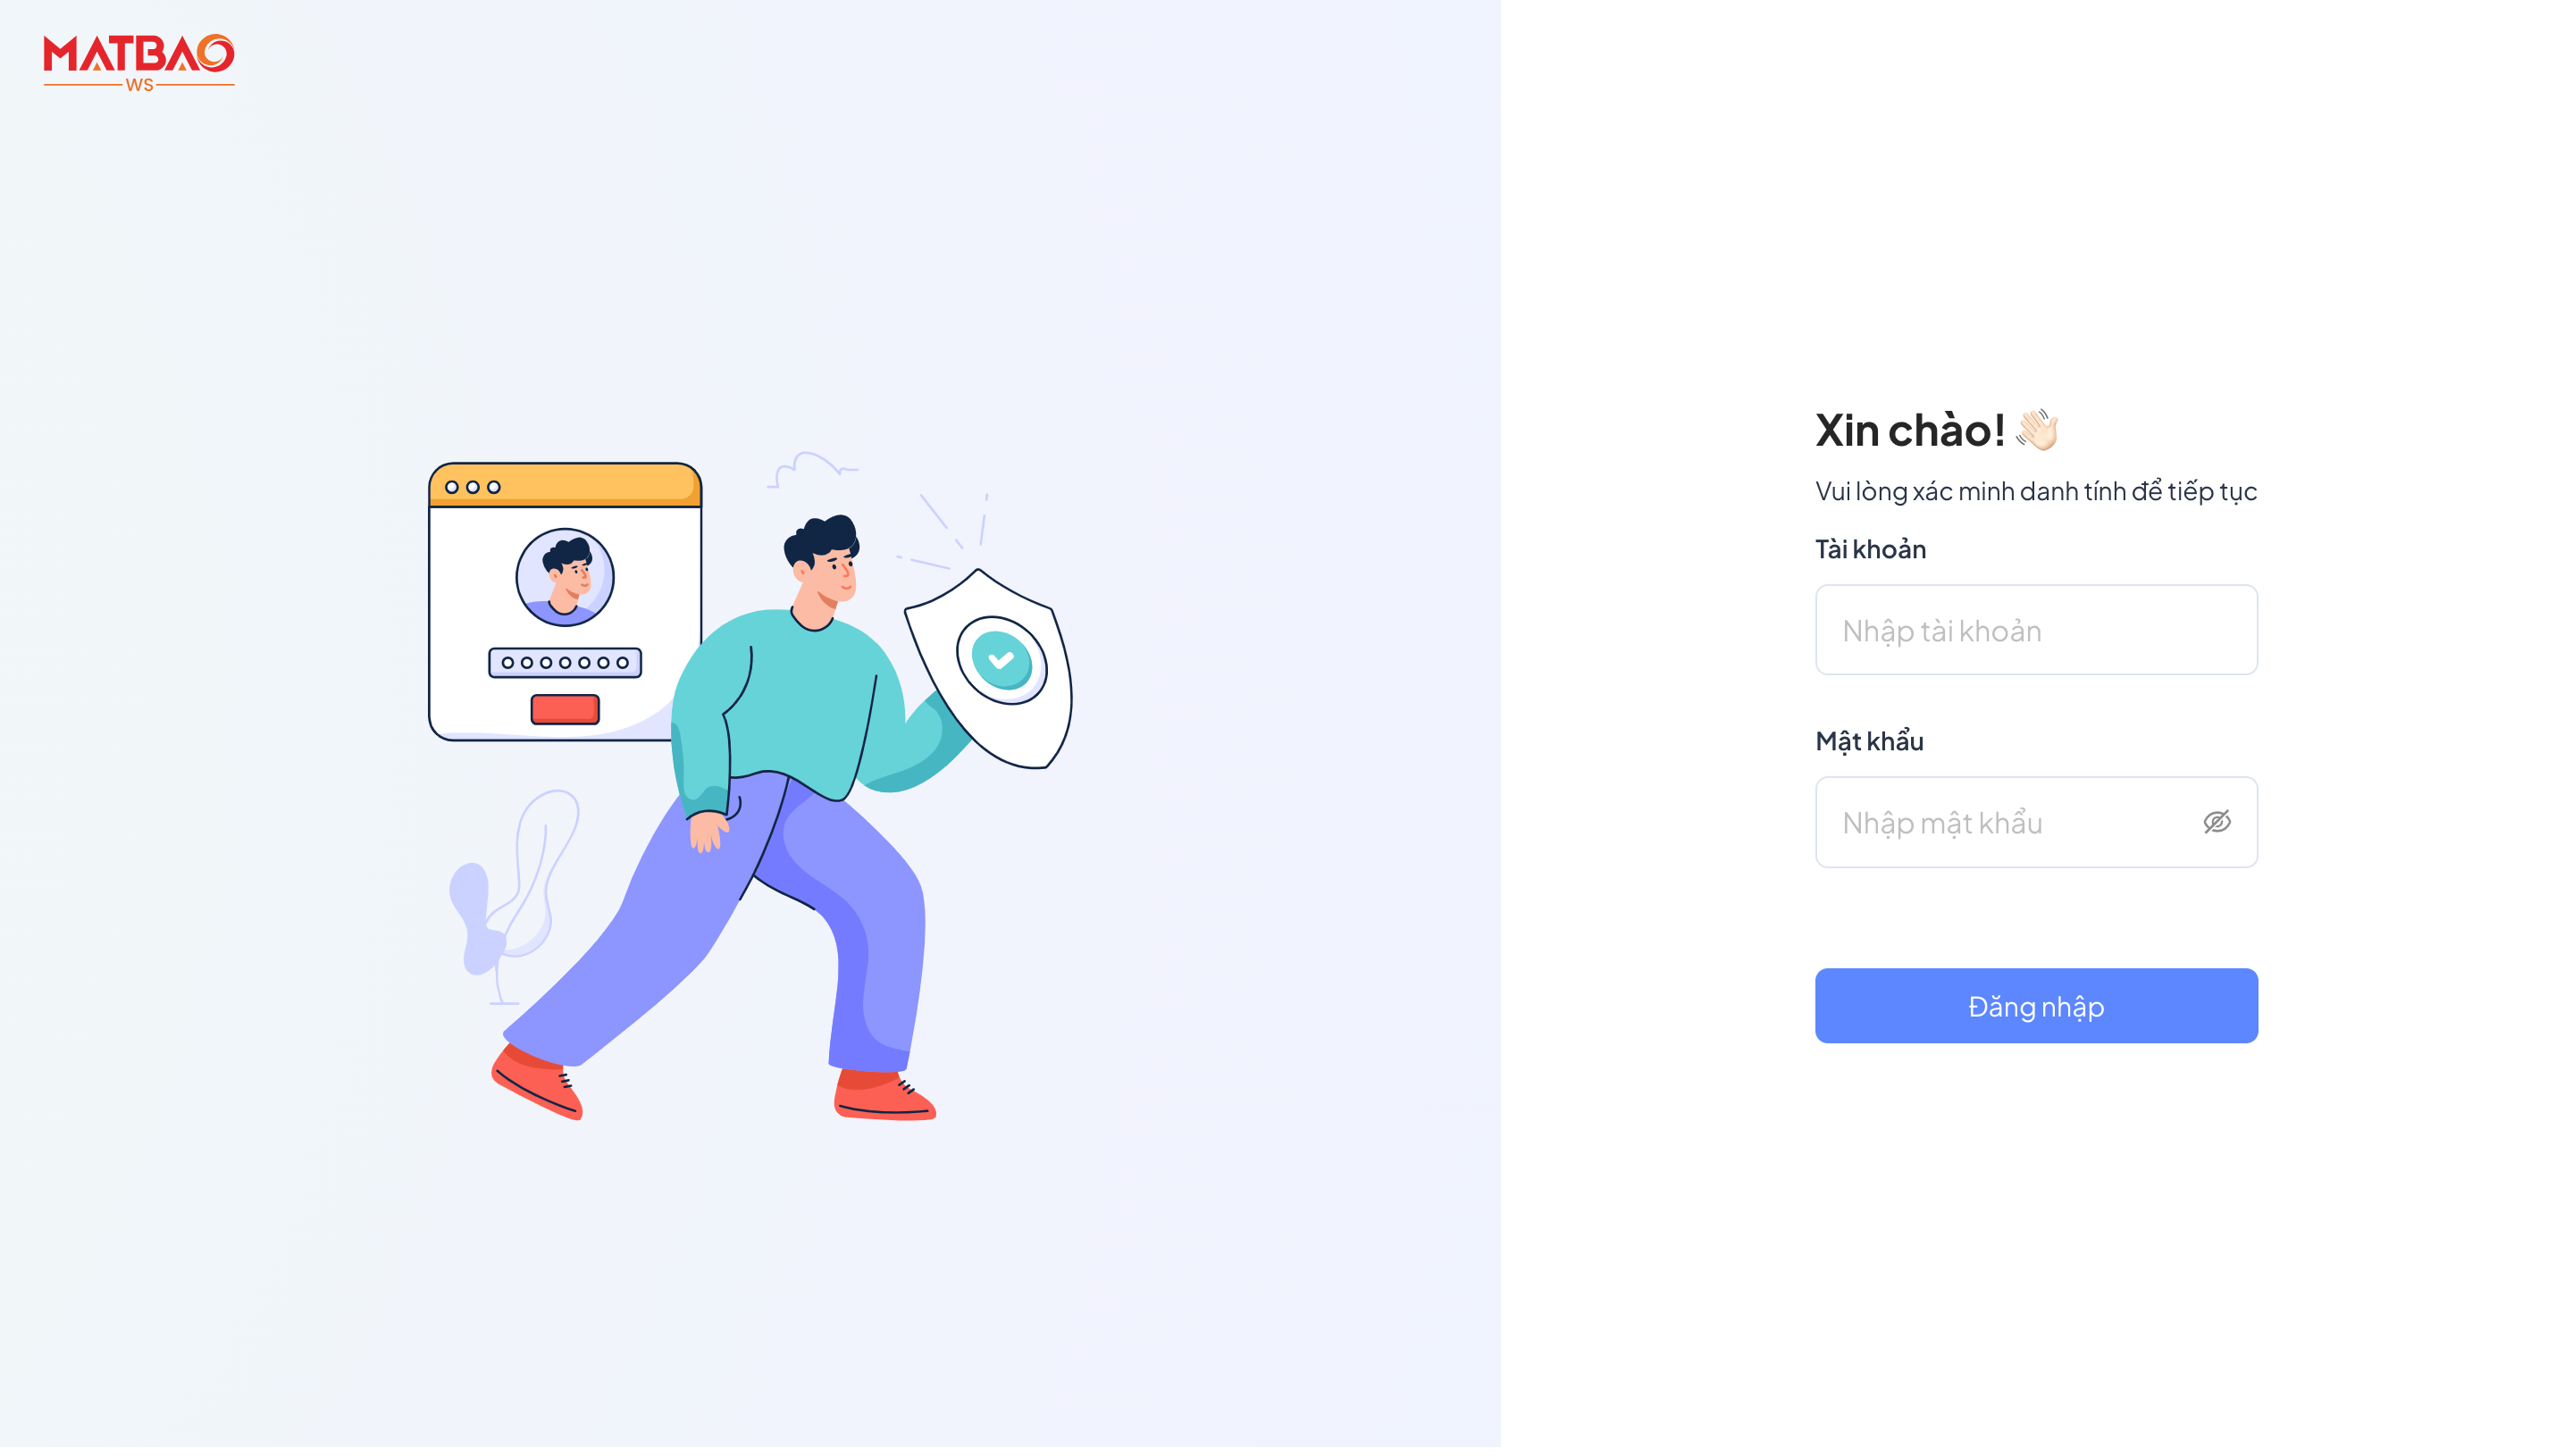 MATBAO
WS
Xin chào! 👋🏻
Vui lòng xác minh danh tính để tiếp tục
Tài khoản
Nhập tài khoản
Mật khẩu
Nhập mật khẩu
Đăng nhập